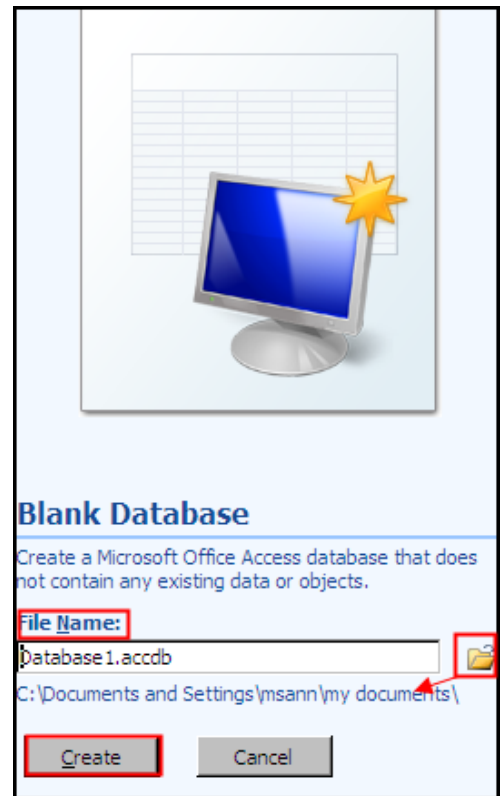 Blank Database
Create a Microsoft Office Access database that does
not contain any existing data or objects.
File Name:
Database1.accdb
C:\Documents and Settings\msann\my documents\
Create Cancel